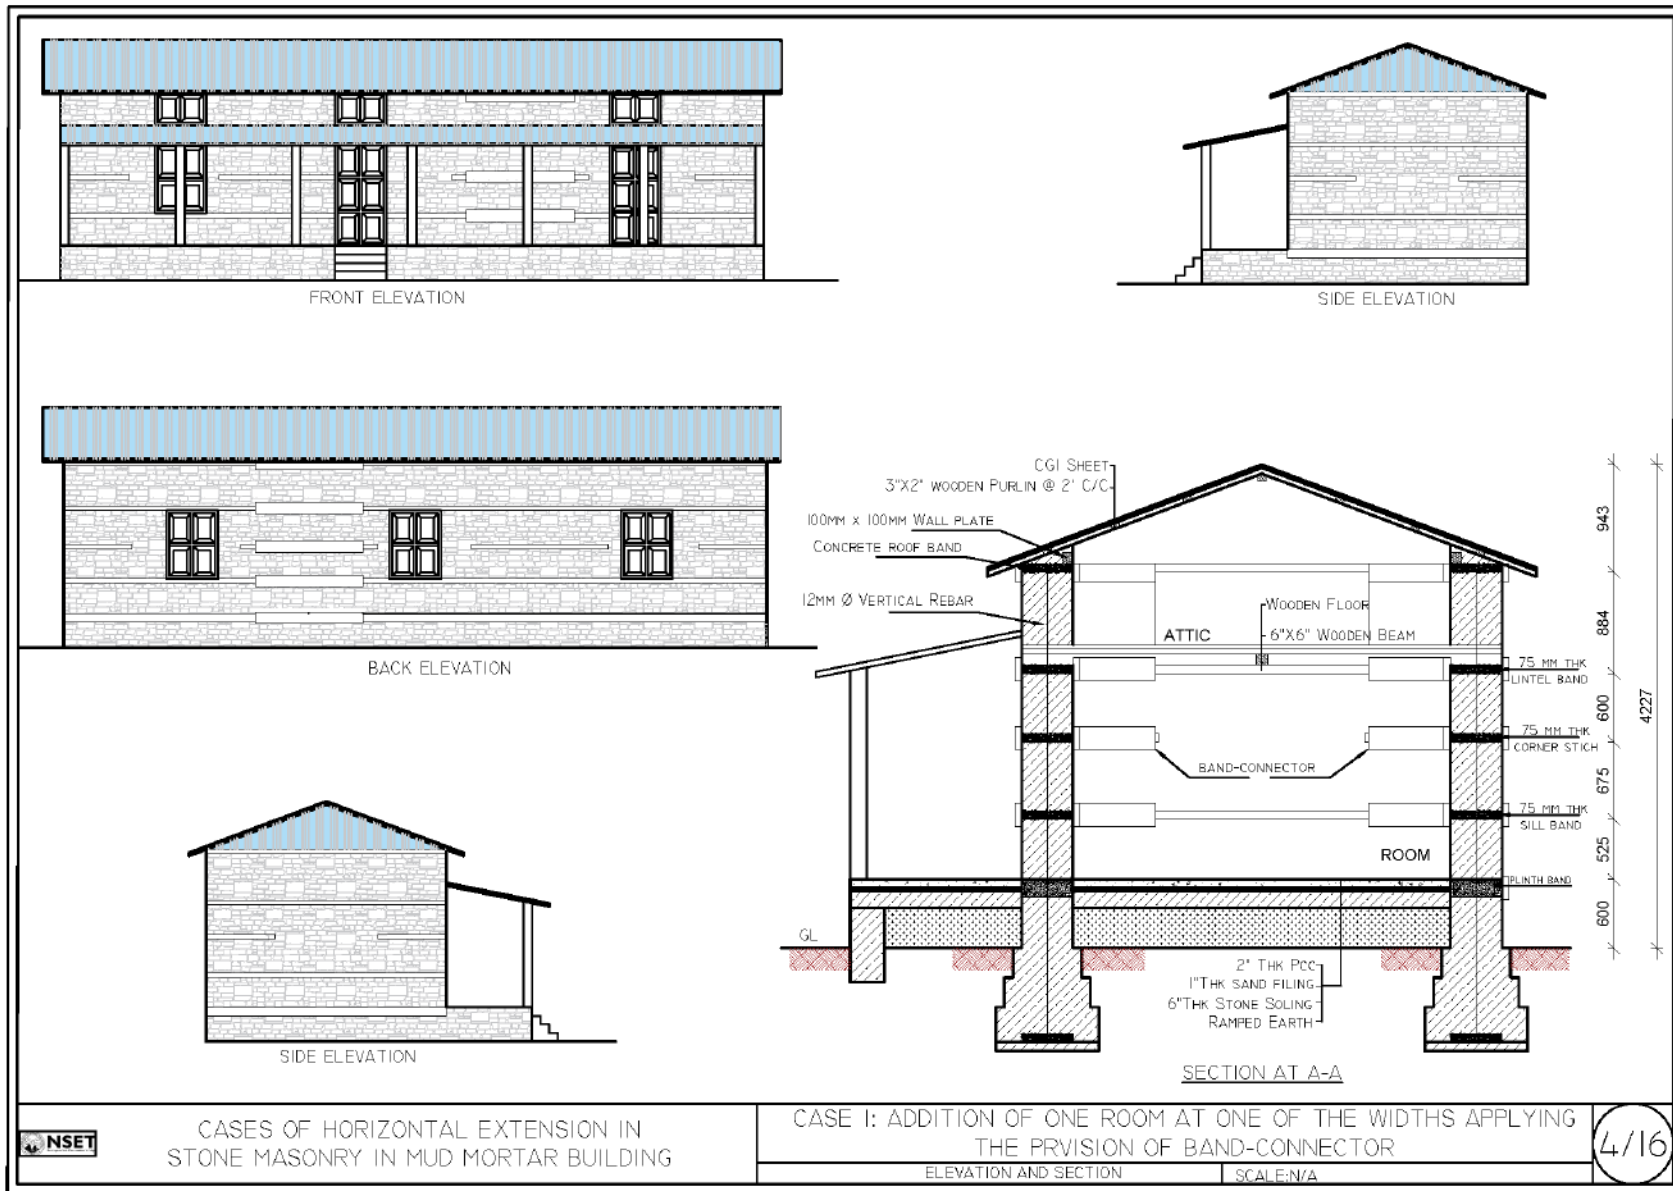 FRONT ELEVATION
SIDE ELEVATION
BACK ELEVATION
SIDE ELEVATION
CGI SHEET
3"X2" WOODEN PURLIN @ 2' C/C
100MM X 100MM WALL PLATE
CONCRETE ROOF BAND
12MM Ø VERTICAL REBAR
WOODEN FLOOR
6"X6" WOODEN BEAM
ATTIC
75 MM THK
LINTEL BAND
75 MM THK
CORNER STICH
BAND-CONNECTOR
75 MM THK
SILL BAND
ROOM
PLINTH BAND
GL
2" THK PCC
1"THK SAND FILING
6"THK STONE SOLING
RAMPED EARTH
943
884
600
675
525
600
4227
SECTION AT A-A
NSET
CASES OF HORIZONTAL EXTENSION IN
STONE MASONRY IN MUD MORTAR BUILDING
CASE 1: ADDITION OF ONE ROOM AT ONE OF THE WIDTHS APPLYING
THE PRVISION OF BAND-CONNECTOR
ELEVATION AND SECTION
SCALE:N/A
4/16